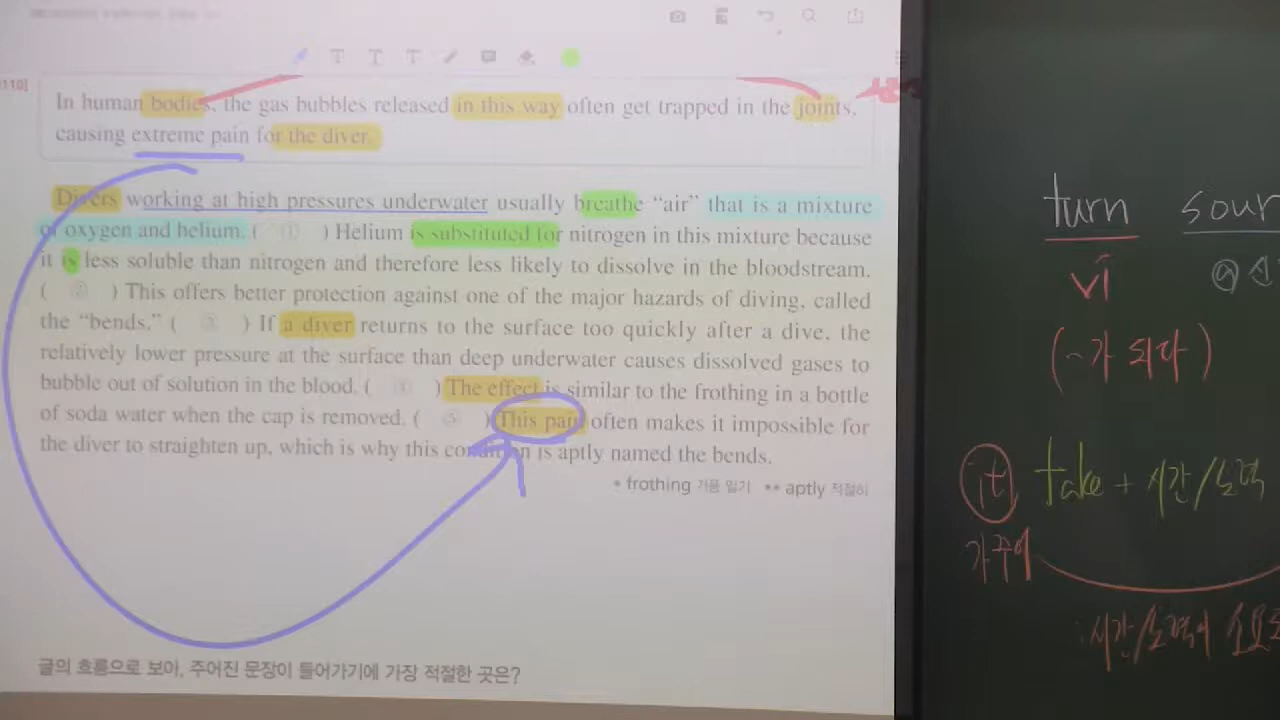 110]
In human bodies, the gas bubbles released in this way often get trapped in the joints,
causing extreme pain for the diver.
Divers working at high pressures underwater usually breathe “air” that is a mixture
of oxygen and helium. ( ① ) Helium is substituted for nitrogen in this mixture because
it is less soluble than nitrogen and therefore less likely to dissolve in the bloodstream.
( ② ) This offers better protection against one of the major hazards of diving, called
the “bends.” ( ③ ) If a diver returns to the surface too quickly after a dive, the
relatively lower pressure at the surface than deep underwater causes dissolved gases to
bubble out of solution in the blood. ( ④ ) The effect is similar to the frothing in a bottle
of soda water when the cap is removed. ( ⑤ ) This pain often makes it impossible for
the diver to straighten up, which is why this condition is aptly named the bends.
* frothing 거품 일기 ** aptly 적절히
글의 흐름으로 보아, 주어진 문장이 들어가기에 가장 적절한 곳은?
turn sour
vi
(~가 되다)
it take + 시간/노력
가주어
시간/노력이 소요